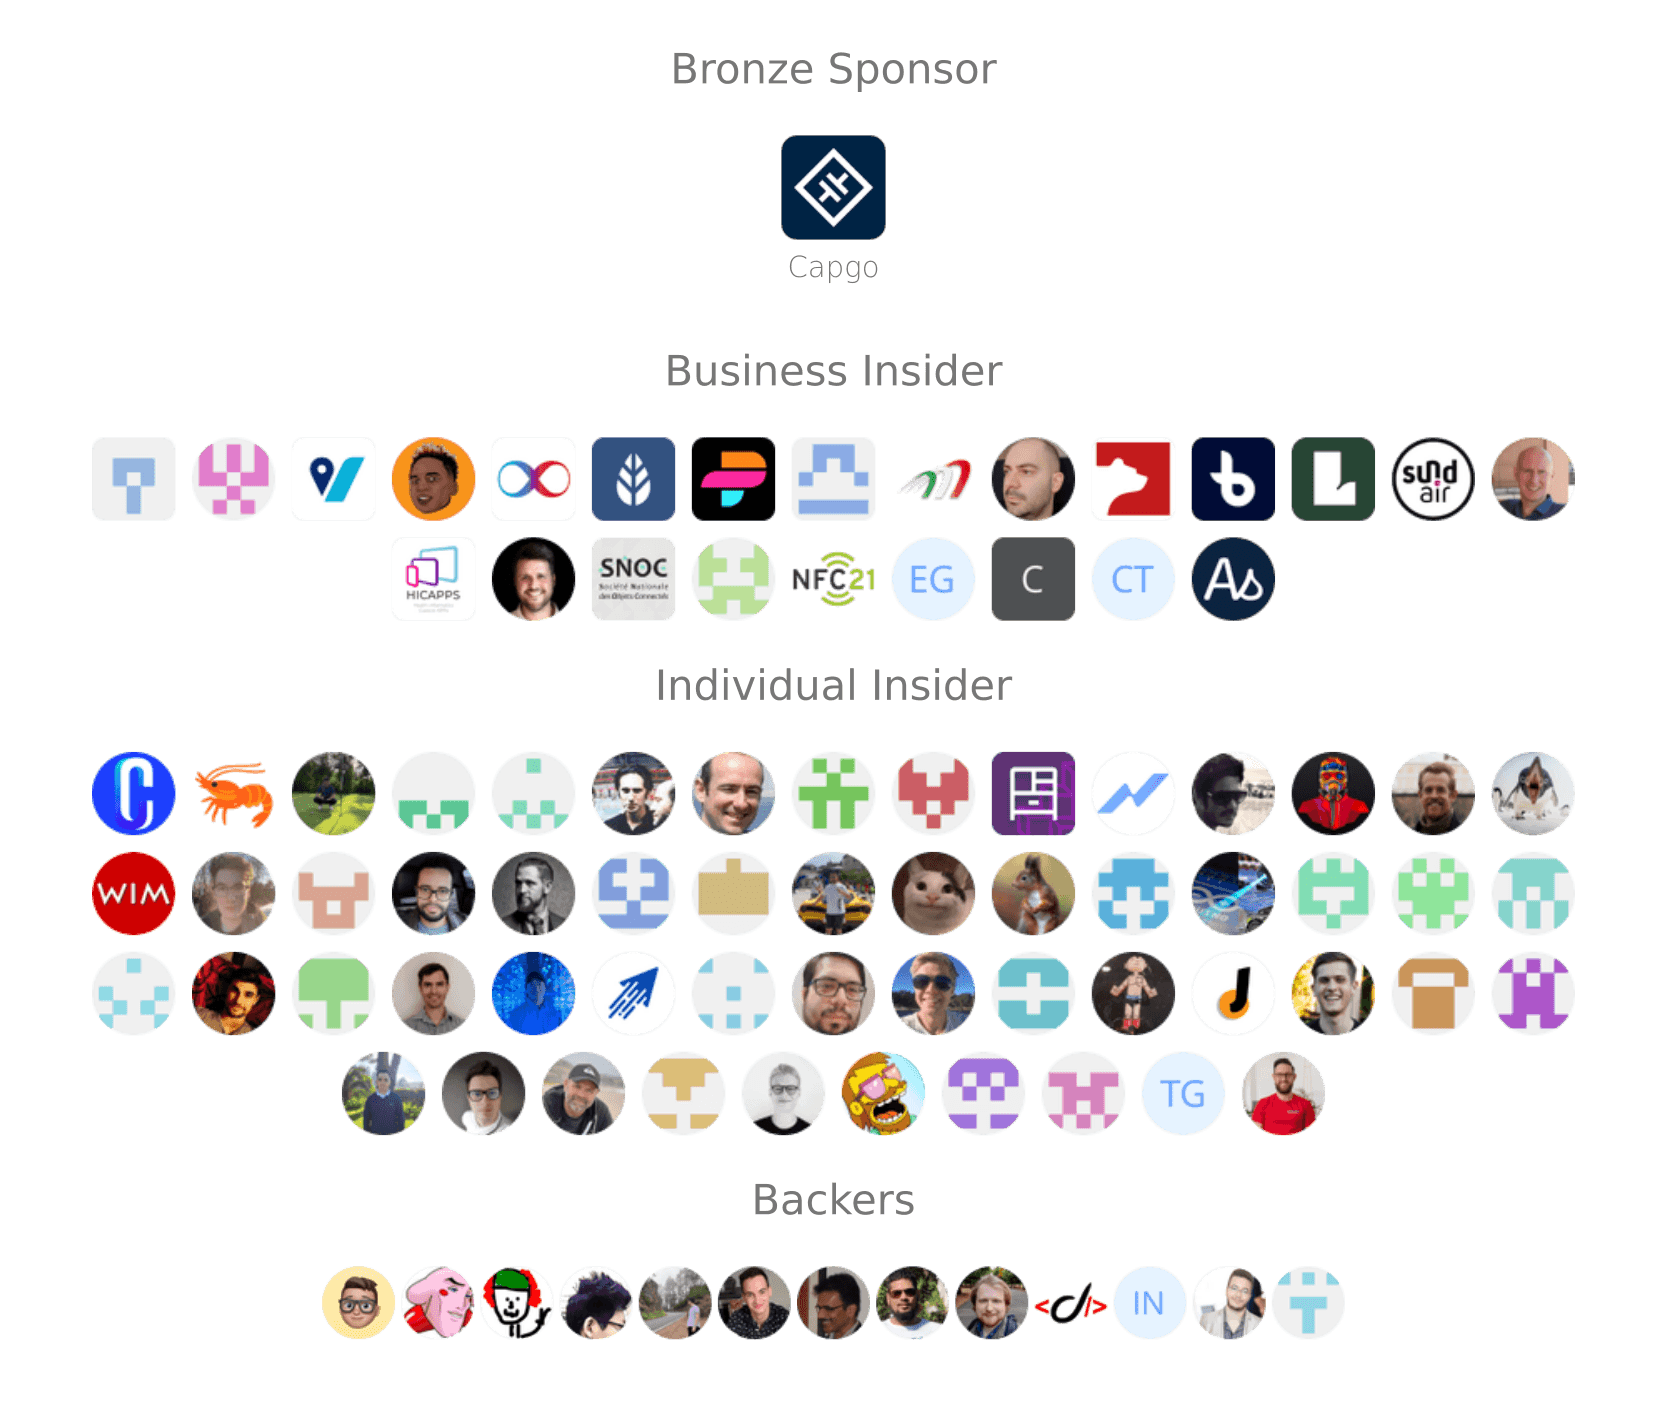 Bronze Sponsor
Capgo
Business Insider
sund
air
HICAPPS
SNOC
Société Nationale
des Objets Connectés
NFC21
EG
C
CT
As
Individual Insider
C
WIM
TG
Backers
IN